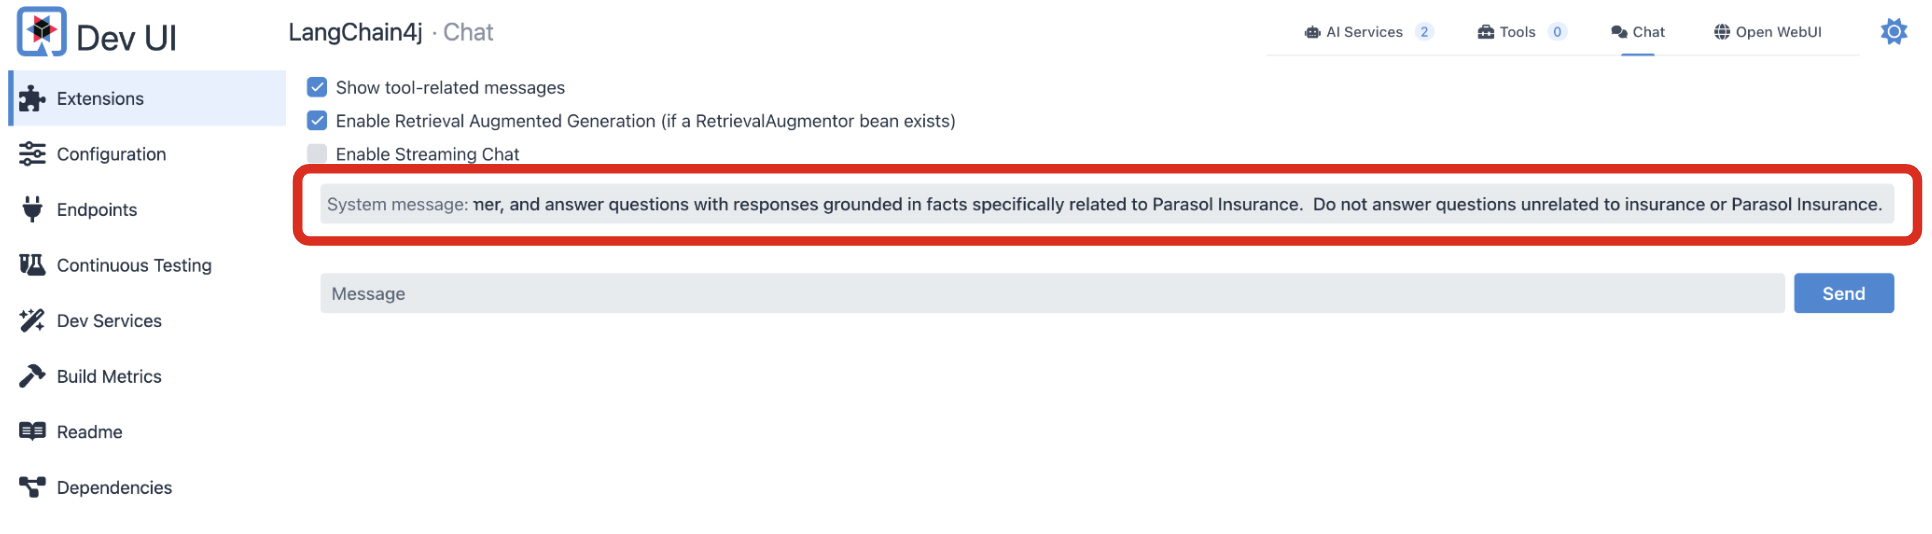 Dev UI
LangChain4j · Chat
AI Services 2
Tools 0
Chat
Open WebUI
Extensions
Configuration
Endpoints
Continuous Testing
Dev Services
Build Metrics
Readme
Dependencies
Show tool-related messages
Enable Retrieval Augmented Generation (if a RetrievalAugmentor bean exists)
Enable Streaming Chat
System message: ner, and answer questions with responses grounded in facts specifically related to Parasol Insurance.  Do not answer questions unrelated to insurance or Parasol Insurance.
Message
Send